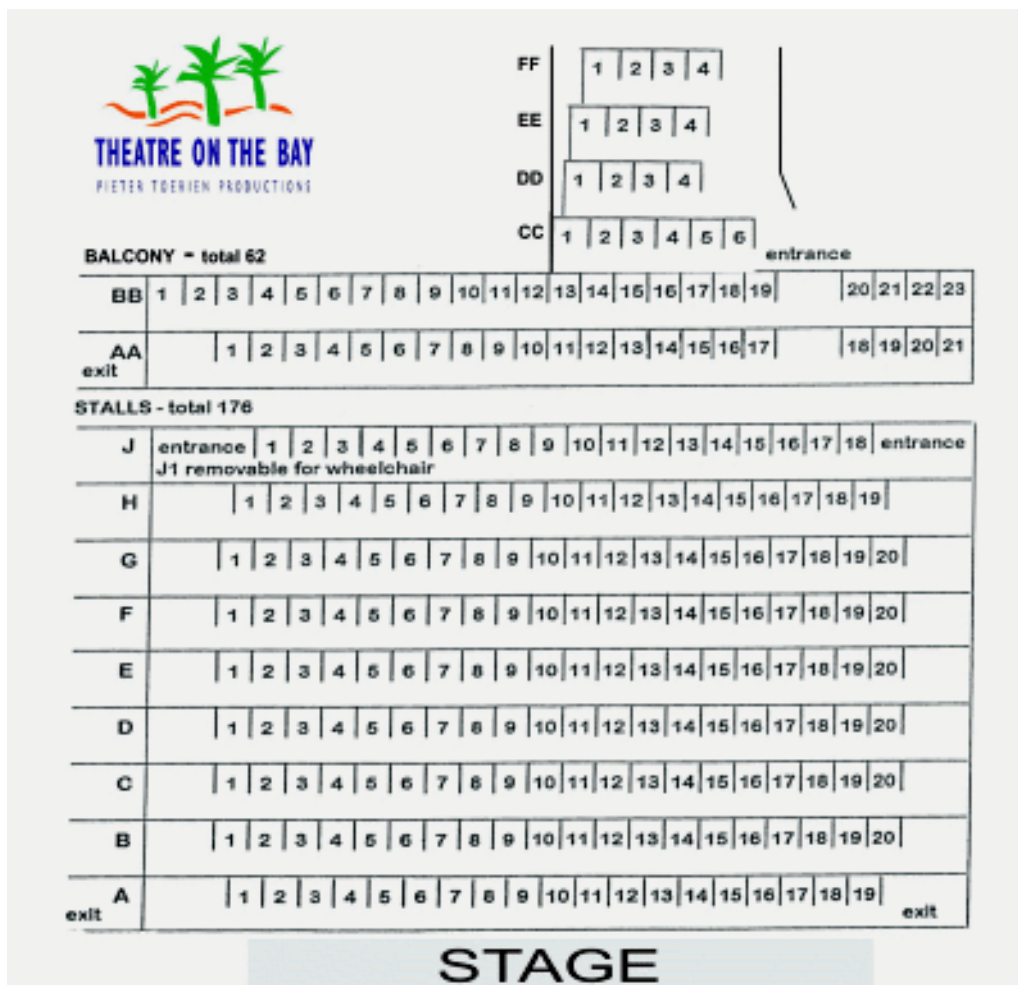 THEATRE ON THE BAY
PIETER TOERIEN PRODUCTIONS
FF 1 2 3 4
EE 1 2 3 4
DD 1 2 3 4
CC 1 2 3 4 5 6
entrance
BALCONY - total 62
BB 1 2 3 4 5 6 7 8 9 10 11 12 13 14 15 16 17 18 19 20 21 22 23
AA 1 2 3 4 5 6 7 8 9 10 11 12 13 14 15 16 17 18 19 20 21
exit
STALLS - total 176
J entrance 1 2 3 4 5 6 7 8 9 10 11 12 13 14 15 16 17 18 entrance
J1 removable for wheelchair
H 1 2 3 4 5 6 7 8 9 10 11 12 13 14 15 16 17 18 19
G 1 2 3 4 5 6 7 8 9 10 11 12 13 14 15 16 17 18 19 20
F 1 2 3 4 5 6 7 8 9 10 11 12 13 14 15 16 17 18 19 20
E 1 2 3 4 5 6 7 8 9 10 11 12 13 14 15 16 17 18 19 20
D 1 2 3 4 5 6 7 8 9 10 11 12 13 14 15 16 17 18 19 20
C 1 2 3 4 5 6 7 8 9 10 11 12 13 14 15 16 17 18 19 20
B 1 2 3 4 5 6 7 8 9 10 11 12 13 14 15 16 17 18 19 20
A 1 2 3 4 5 6 7 8 9 10 11 12 13 14 15 16 17 18 19
exit exit
STAGE